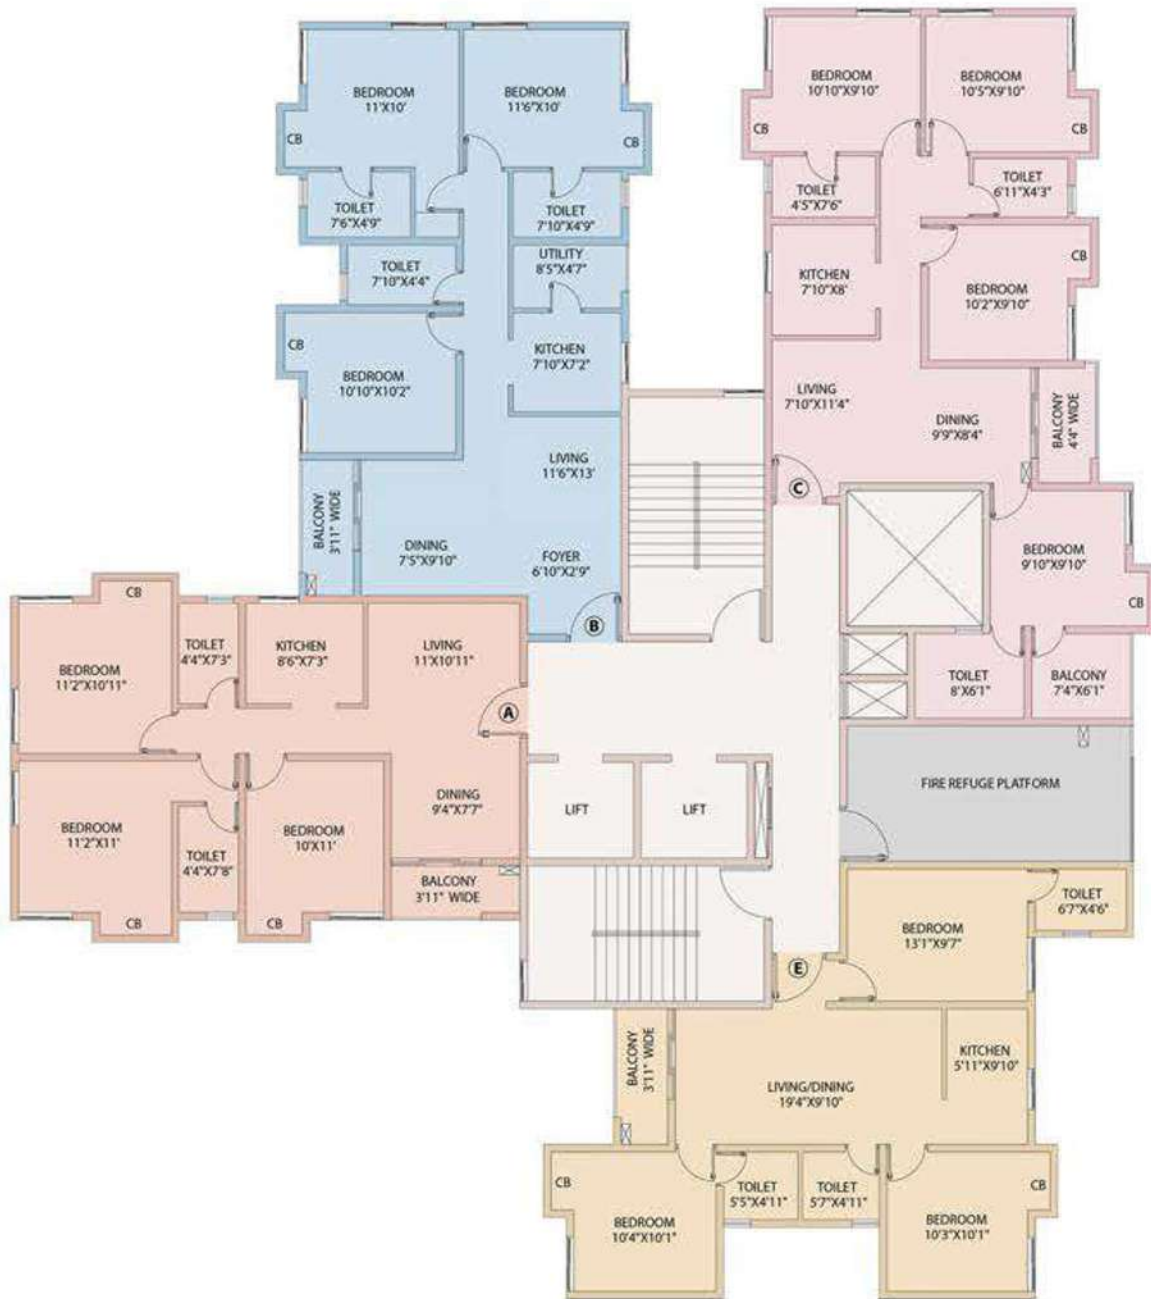 BEDROOM
11'X10'
BEDROOM
11'6"X10'
CB
CB
TOILET
7'6"X4'9"
TOILET
7'10"X4'9"
TOILET
7'10"X4'4"
UTILITY
8'5"X4'7"
CB
BEDROOM
10'10"X10'2"
KITCHEN
7'10"X7'2"
LIVING
11'6"X13'
BALCONY
3'11" WIDE
DINING
7'5"X9'10"
FOYER
6'10"X2'9"
B
BEDROOM
10'10"X9'10"
BEDROOM
10'5"X9'10"
CB
CB
TOILET
4'5"X7'6"
TOILET
6'11"X4'3"
KITCHEN
7'10"X8'
CB
BEDROOM
10'2"X9'10"
LIVING
7'10"X11'4"
DINING
9'9"X8'4"
BALCONY
4'4" WIDE
C
BEDROOM
9'10"X9'10"
CB
TOILET
8'X6'1"
BALCONY
7'4"X6'1"
CB
BEDROOM
11'2"X10'11"
TOILET
4'4"X7'3"
KITCHEN
8'6"X7'3"
LIVING
11'X10'11"
A
BEDROOM
11'2"X11'
TOILET
4'4"X7'8"
BEDROOM
10'X11'
DINING
9'4"X7'7"
BALCONY
3'11" WIDE
CB
CB
LIFT
LIFT
FIRE REFUGE PLATFORM
BEDROOM
13'1"X9'7"
TOILET
6'7"X4'6"
E
BALCONY
3'11" WIDE
LIVING/DINING
19'4"X9'10"
KITCHEN
5'11"X9'10"
CB
BEDROOM
10'4"X10'1"
TOILET
5'5"X4'11"
TOILET
5'7"X4'11"
CB
BEDROOM
10'3"X10'1"